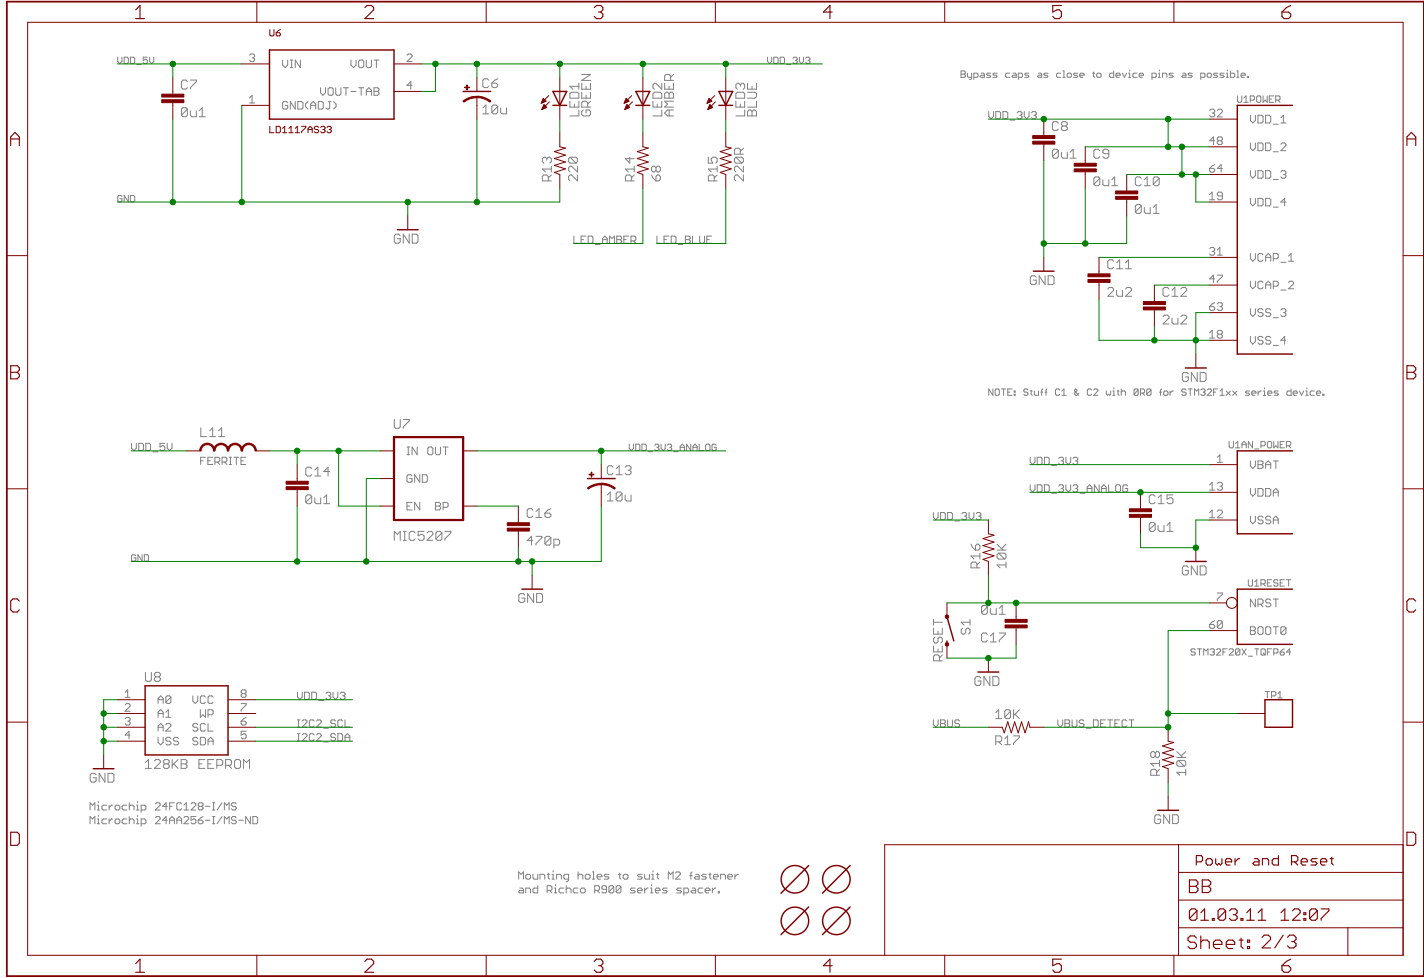 1 2 3 4 5 6
A
B
C
D
A
B
C
D
U6
VDD_5V
3 VIN
VOUT 2
VOUT-TAB 4
1 GND(ADJ)
LD1117AS33
C7
0u1
C6
10u
VDD_3V3
LED1
GREEN
LED2
AMBER
LED3
BLUE
R13
220
R14
68
R15
220R
GND
GND
LED_AMBER
LED_BLUE
Bypass caps as close to device pins as possible.
U1POWER
VDD_3V3
C8
0u1
C9
0u1
C10
0u1
32 VDD_1
48 VDD_2
64 VDD_3
19 VDD_4
GND
31 VCAP_1
47 VCAP_2
63 VSS_3
18 VSS_4
C11
2u2
C12
2u2
GND
NOTE: Stuff C1 & C2 with 0R0 for STM32F1xx series device.
VDD_5V
L11
FERRITE
U7
IN OUT
GND
EN BP
MIC5207
C14
0u1
VDD_3V3_ANALOG
C13
10u
C16
470p
GND
GND
U1AN_POWER
VDD_3V3
1 VBAT
VDD_3V3_ANALOG
13 VDDA
12 VSSA
C15
0u1
GND
VDD_3V3
R16
10K
U1RESET
7 NRST
60 BOOT0
STM32F20X_TQFP64
RESET
S1
0u1
C17
GND
TP1
VBUS
10K
R17
VBUS_DETECT
R18
10K
GND
U8
1 A0 VCC 8 VDD_3V3
2 A1 WP 7
3 A2 SCL 6 I2C2_SCL
4 VSS SDA 5 I2C2_SDA
128KB EEPROM
GND
Microchip 24FC128-I/MS
Microchip 24AA256-I/MS-ND
Mounting holes to suit M2 fastener
and Richco R900 series spacer.
Power and Reset
BB
01.03.11 12:07
Sheet: 2/3
1 2 3 4 5 6